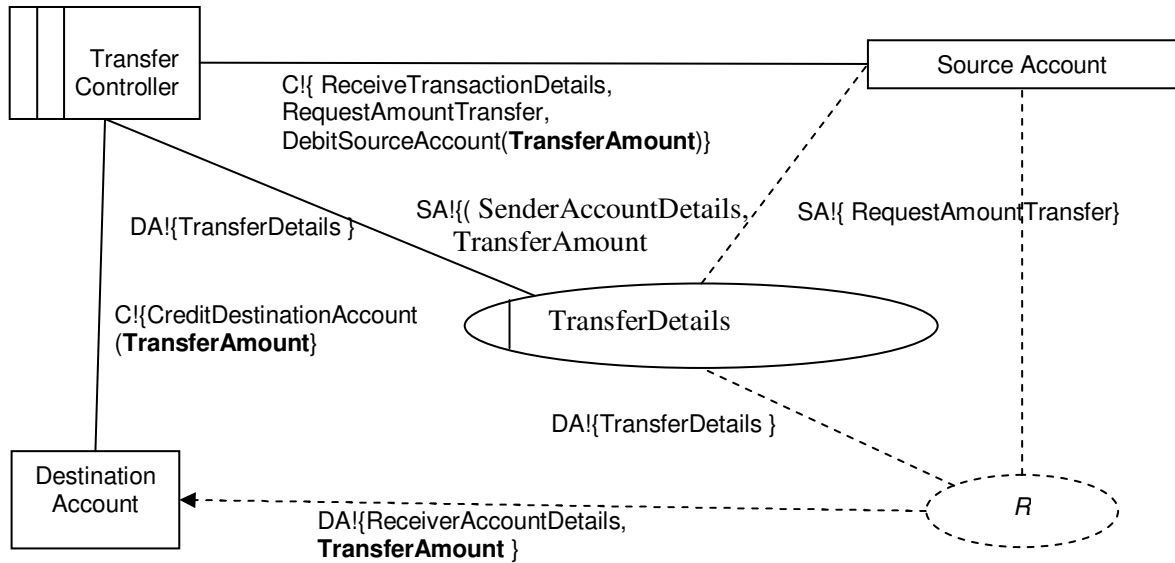 Transfer
Controller
Source Account
C!{ ReceiveTransactionDetails,
RequestAmountTransfer,
DebitSourceAccount(TransferAmount)}
DA!{TransferDetails }
SA!{( SenderAccountDetails,
TransferAmount
SA!{ RequestAmountTransfer}
C!{CreditDestinationAccount
(TransferAmount}
TransferDetails
DA!{TransferDetails }
Destination
Account
R
DA!{ReceiverAccountDetails,
TransferAmount }